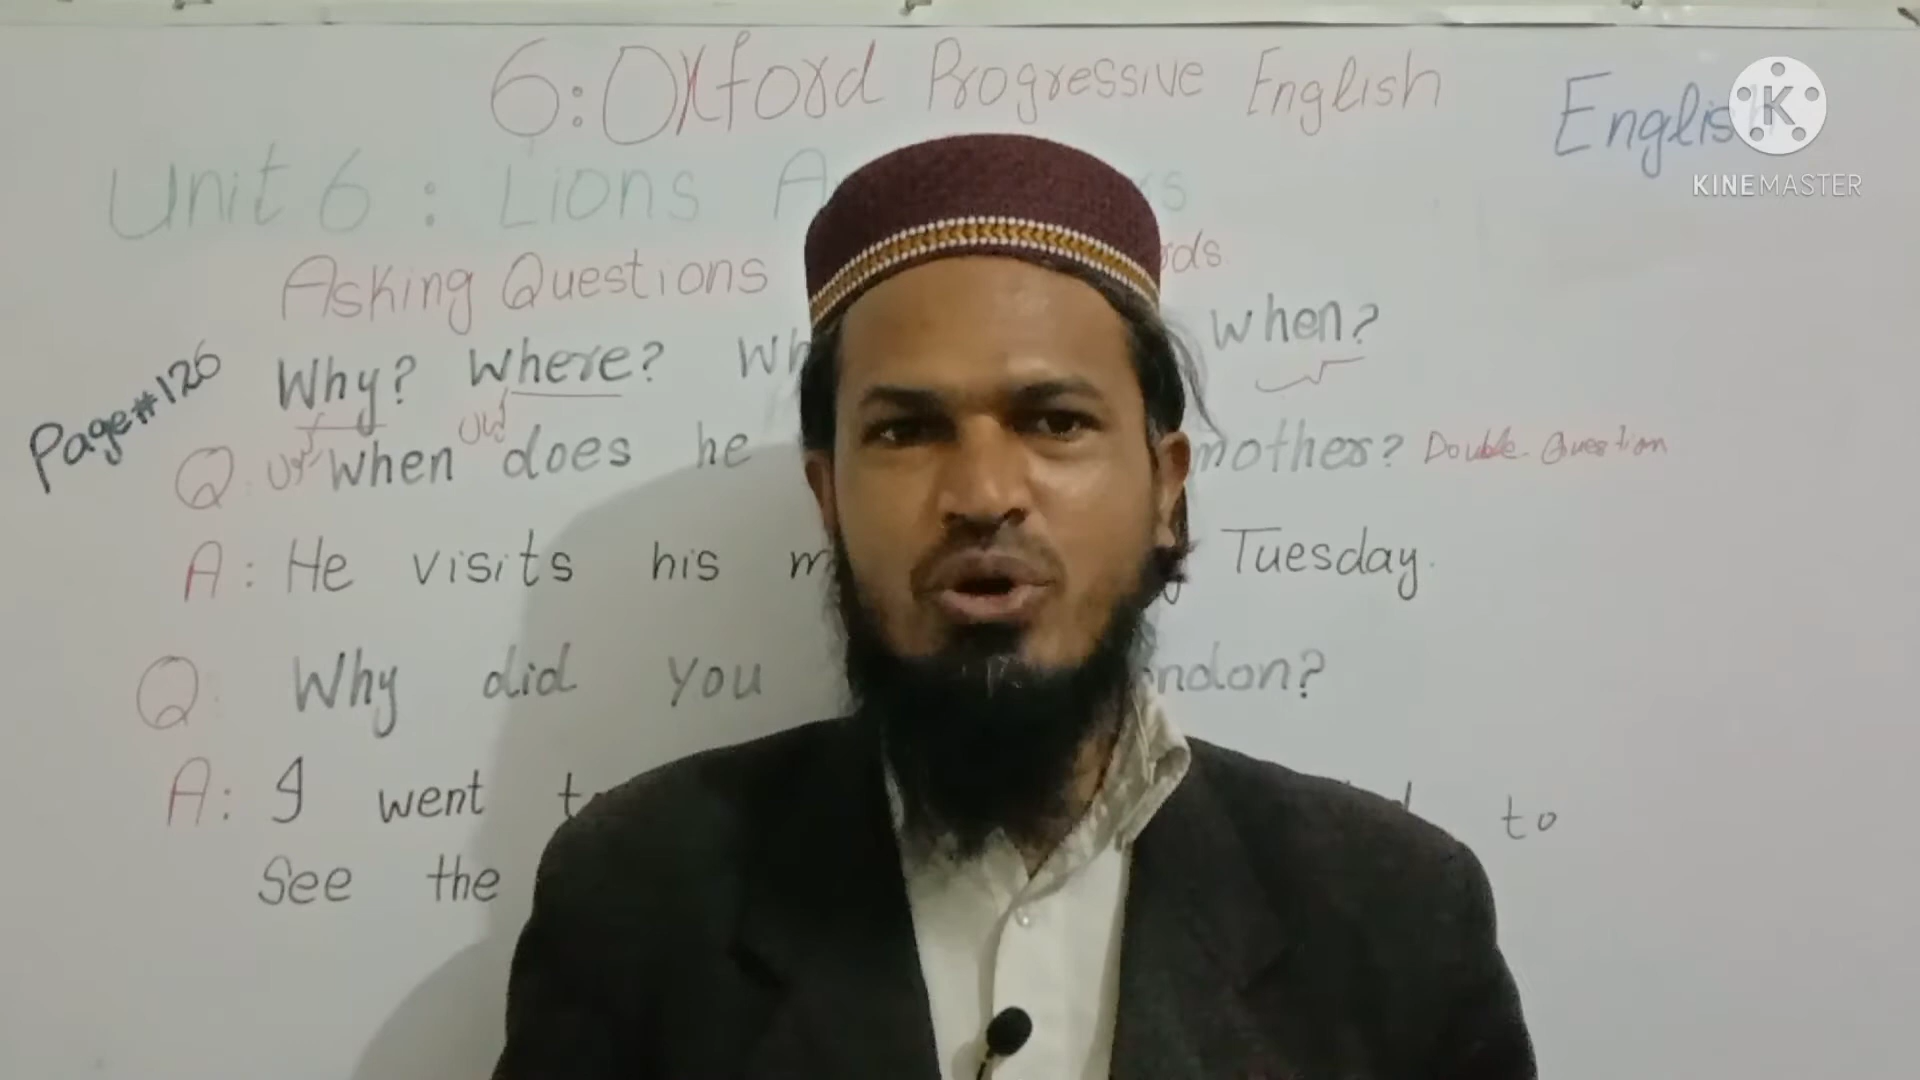 6: Oxford Progressive English
English
KINEMASTER
Unit 6 : Lions A
Asking Questions
Page#126
Why? Where? Wh when?
Q: When does he mother? Double-Question
A: He visits his m Tuesday.
Q: Why did you ndon?
A: I went to
See the